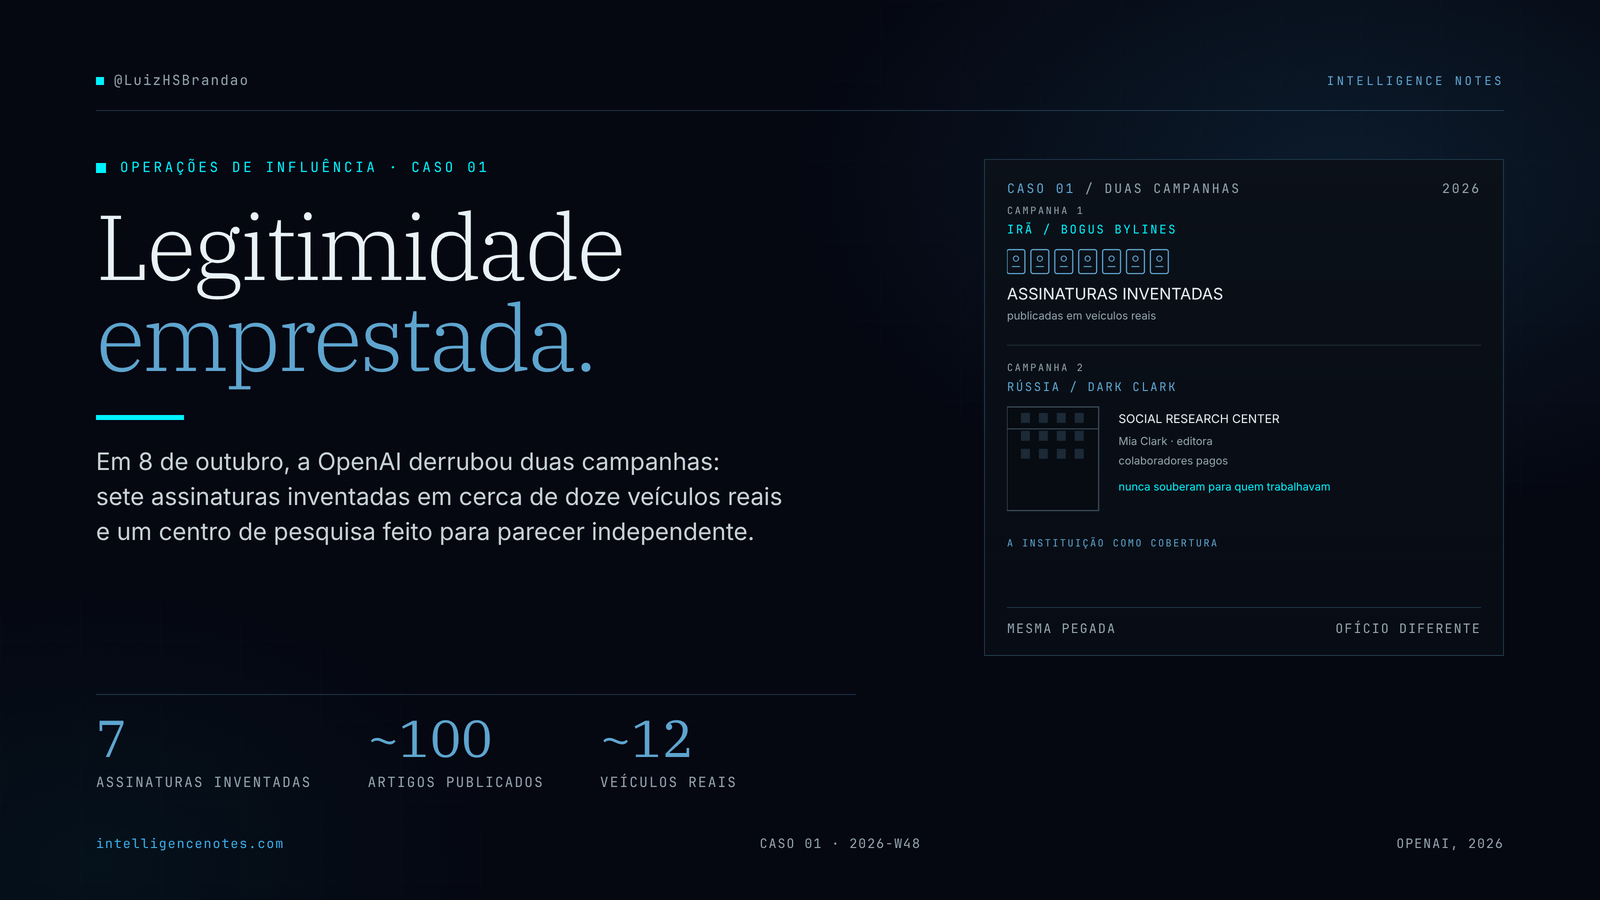 @LuizHSBrandao
INTELLIGENCE NOTES
OPERAÇÕES DE INFLUÊNCIA · CASO 01
Legitimidade
emprestada.
Em 8 de outubro, a OpenAI derrubou duas campanhas:
sete assinaturas inventadas em cerca de doze veículos reais
e um centro de pesquisa feito para parecer independente.
7
ASSINATURAS INVENTADAS
~100
ARTIGOS PUBLICADOS
~12
VEÍCULOS REAIS
CASO 01 / DUAS CAMPANHAS
2026
CAMPANHA 1
IRÃ / BOGUS BYLINES
ASSINATURAS INVENTADAS
publicadas em veículos reais
CAMPANHA 2
RÚSSIA / DARK CLARK
SOCIAL RESEARCH CENTER
Mia Clark · editora
colaboradores pagos
nunca souberam para quem trabalhavam
A INSTITUIÇÃO COMO COBERTURA
MESMA PEGADA
OFÍCIO DIFERENTE
intelligencenotes.com
CASO 01 · 2026-W48
OPENAI, 2026